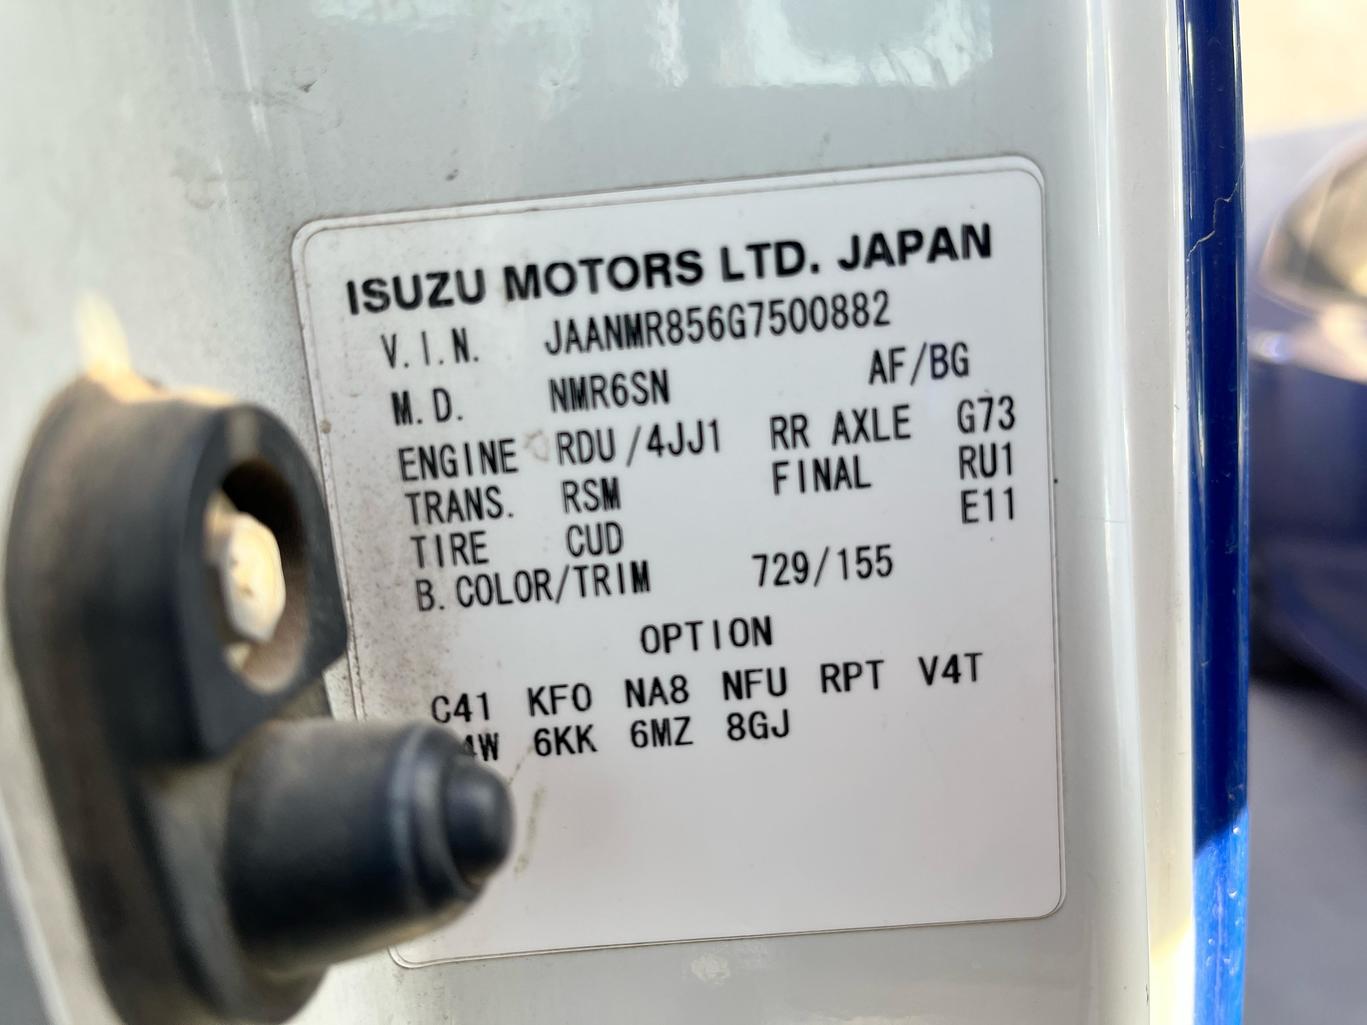 ISUZU MOTORS LTD. JAPAN
V.I.N. JAANMR856G7500882
M.D. NMR6SN AF/BG
ENGINE RDU/4JJ1 RR AXLE G73
TRANS. RSM FINAL RU1
TIRE CUD E11
B.COLOR/TRIM 729/155
OPTION
C41 KFO NA8 NFU RPT V4T
6KK 6MZ 8GJ